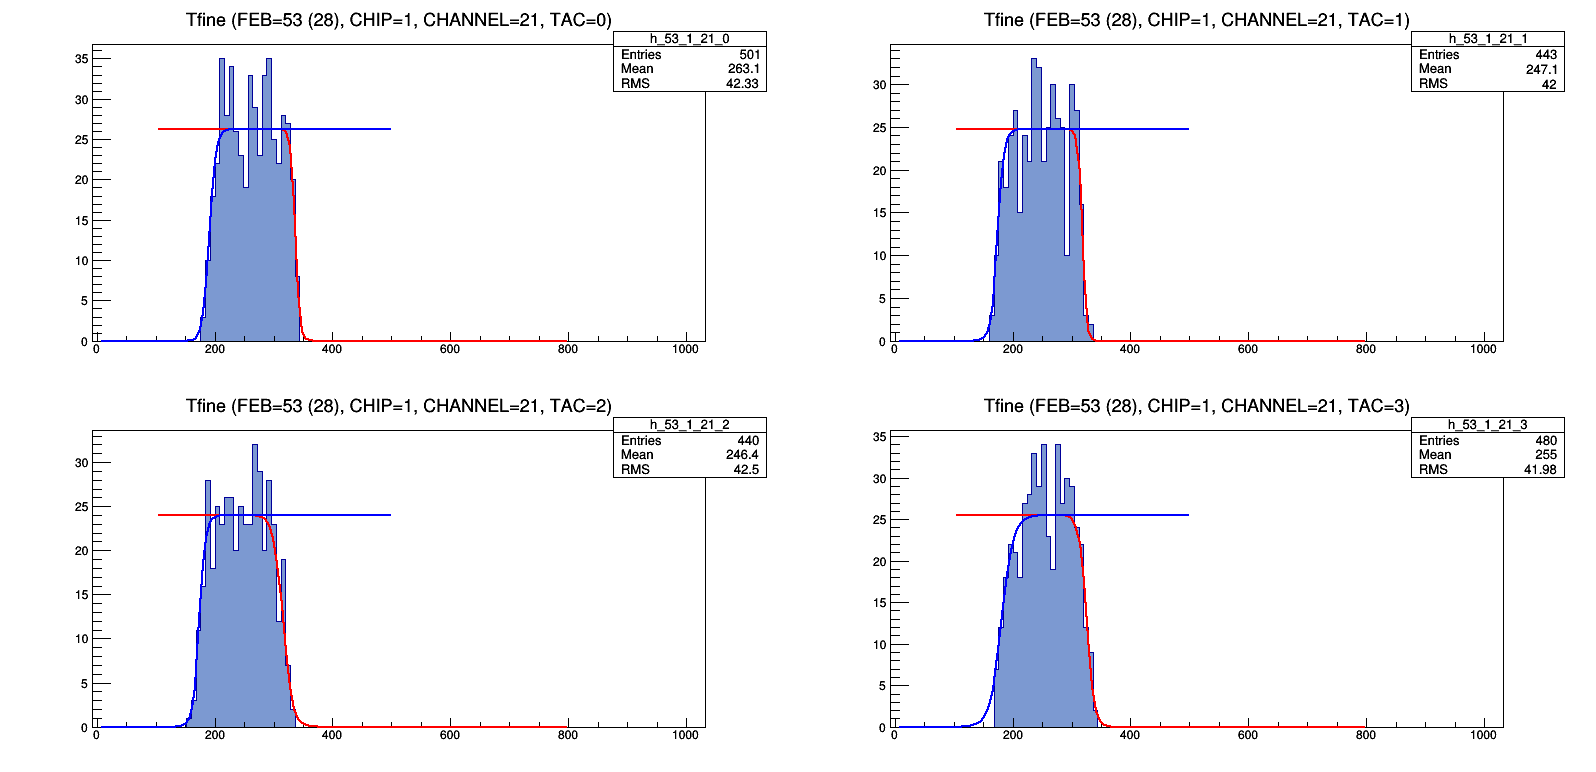 Tfine (FEB=53 (28), CHIP=1, CHANNEL=21, TAC=0)
h_53_1_21_0
Entries 501
Mean 263.1
RMS 42.33
35
30
25
20
15
10
5
0
0 200 400 600 800 1000
Tfine (FEB=53 (28), CHIP=1, CHANNEL=21, TAC=1)
h_53_1_21_1
Entries 443
Mean 247.1
RMS 42
30
25
20
15
10
5
0
0 200 400 600 800 1000
Tfine (FEB=53 (28), CHIP=1, CHANNEL=21, TAC=2)
h_53_1_21_2
Entries 440
Mean 246.4
RMS 42.5
30
25
20
15
10
5
0
0 200 400 600 800 1000
Tfine (FEB=53 (28), CHIP=1, CHANNEL=21, TAC=3)
h_53_1_21_3
Entries 480
Mean 255
RMS 41.98
35
30
25
20
15
10
5
0
0 200 400 600 800 1000